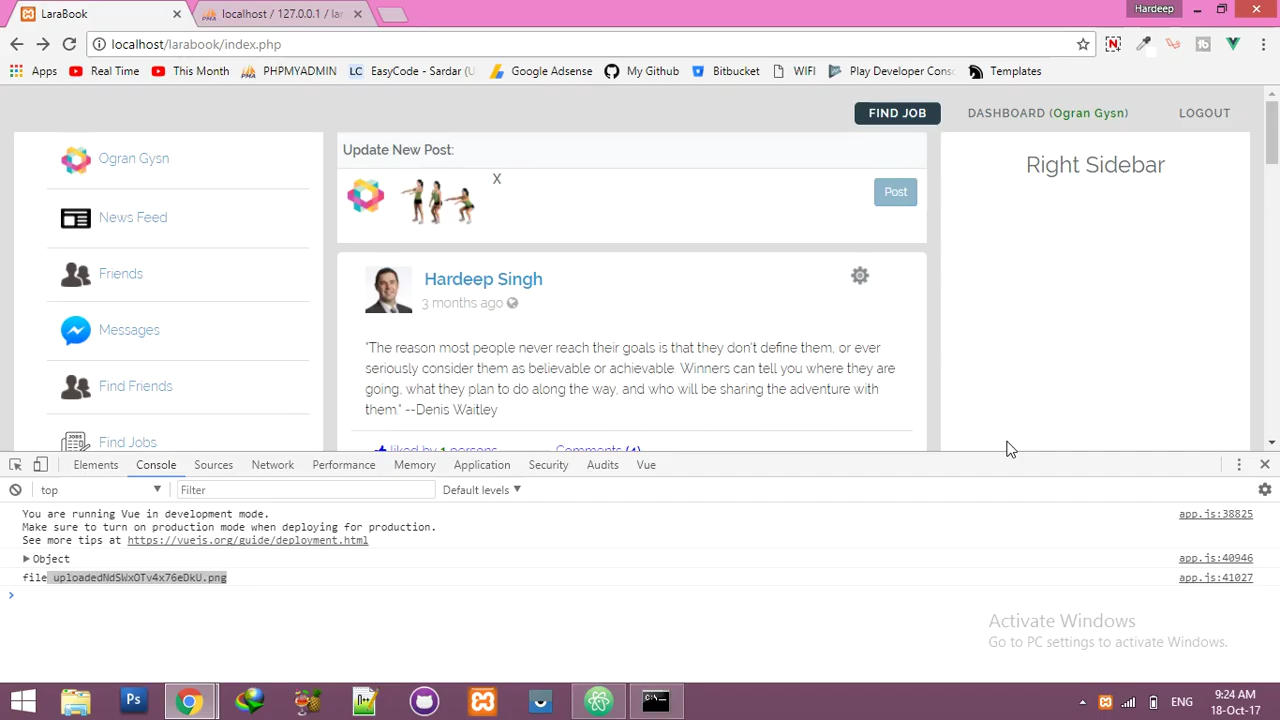 LaraBook
localhost / 127.0.0.1 / lar
Hardeep
localhost/larabook/index.php
Apps
Real Time
This Month
PHPMYADMIN
LC EasyCode - Sardar (U
Google Adsense
My Github
Bitbucket
WIFI
Play Developer Cons
Templates
FIND JOB
DASHBOARD (Ogran Gysn)
LOGOUT
Ogran Gysn
News Feed
Friends
Messages
Find Friends
Find Jobs
Update New Post:
X
Post
Hardeep Singh
3 months ago
"The reason most people never reach their goals is that they don't define them, or ever
seriously consider them as believable or achievable. Winners can tell you where they are
going, what they plan to do along the way, and who will be sharing the adventure with
them." --Denis Waitley
liked by 1 persons
Comments (4)
Right Sidebar
Elements
Console
Sources
Network
Performance
Memory
Application
Security
Audits
Vue
top
Filter
Default levels
You are running Vue in development mode.
app.js:38825
Make sure to turn on production mode when deploying for production.
See more tips at https://vuejs.org/guide/deployment.html
Object
app.js:40946
file uploadedNdSWxOTv4x76eDkU.png
app.js:41027
Activate Windows
Go to PC settings to activate Windows.
Ps
ENG
9:24 AM
18-Oct-17